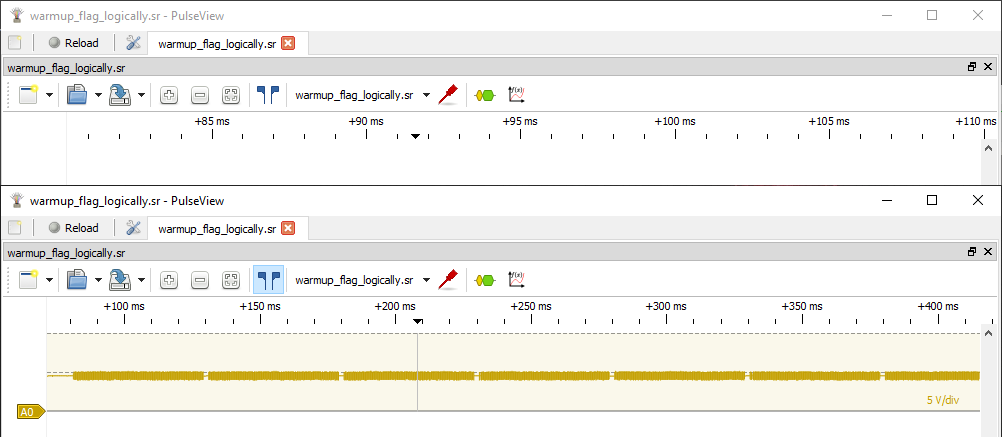 warmup_flag_logically.sr - PulseView
Reload
warmup_flag_logically.sr
warmup_flag_logically.sr
warmup_flag_logically.sr
f(x)
+85 ms +90 ms +95 ms +100 ms +105 ms +110 ms
warmup_flag_logically.sr - PulseView
Reload
warmup_flag_logically.sr
warmup_flag_logically.sr
warmup_flag_logically.sr
f(x)
+100 ms +150 ms +200 ms +250 ms +300 ms +350 ms +400 ms
5 V/div
A0